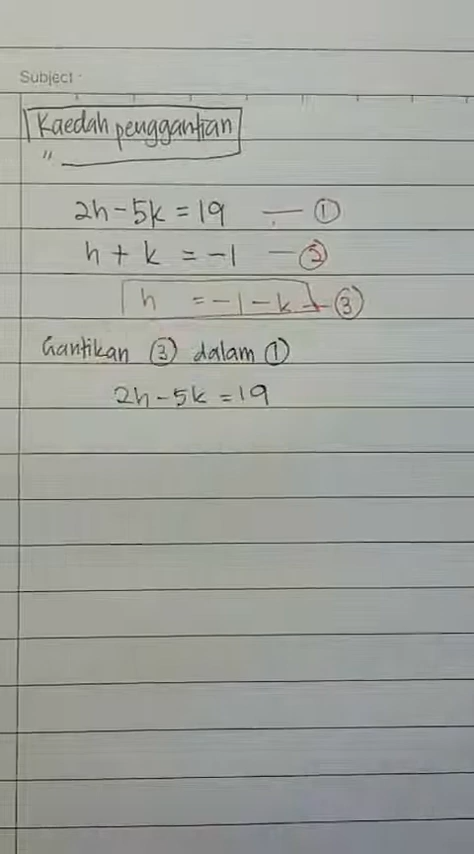 Subject :
Kaedah penggantian
"
2h - 5k = 19 — ①
h + k = -1 — ②
h = -1 - k — ③
Gantikan ③ dalam ①
2h - 5k = 19